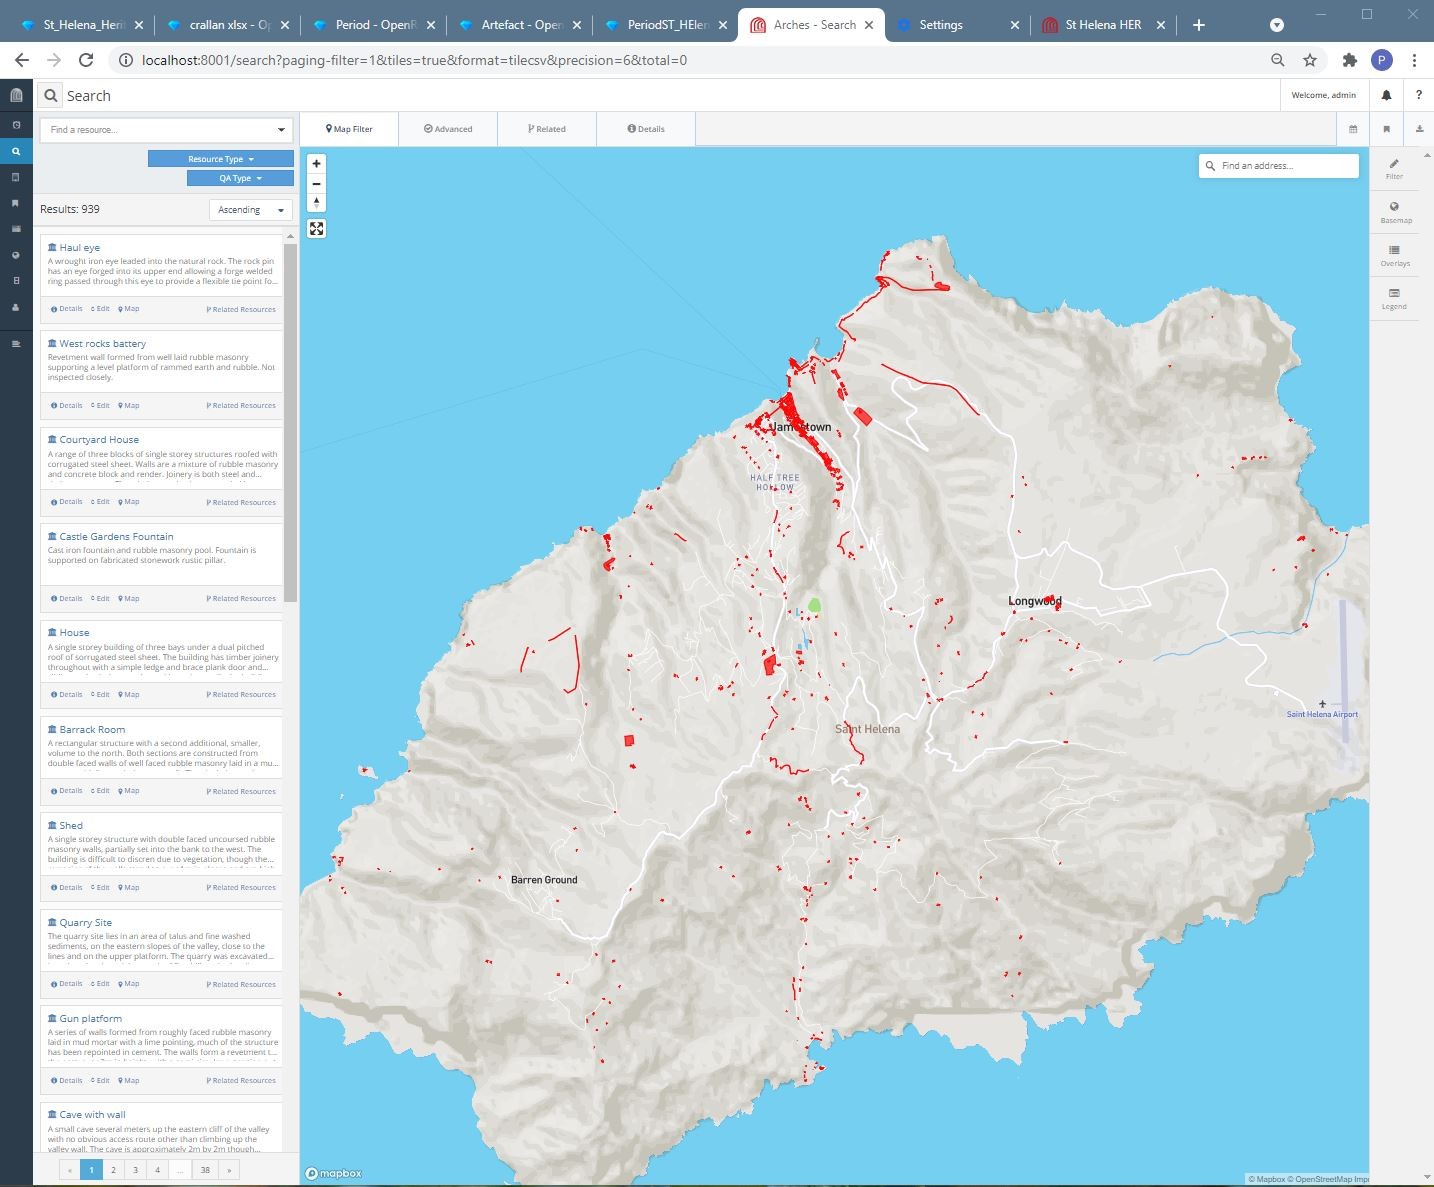 St_Helena_Herit
crallan xlsx - Op
Period - OpenR
Artefact - Open
PeriodST_HElen
Arches - Search
Settings
St Helena HER
localhost:8001/search?paging-filter=1&tiles=true&format=tilecsv&precision=6&total=0
P
Search
Welcome, admin
?
Find a resource...
Map Filter
Advanced
Related
Details
Resource Type
QA Type
Results: 939
Ascending
Haul eye
A wrought iron eye leaded into the natural rock. The rock pin
has an eye forged into its upper end allowing a forge welded
ring passed through this eye to provide a flexible tie point fo...
Details Edit Map Related Resources
West rocks battery
Revetment wall formed from well laid rubble masonry
supporting a level platform of rammed earth and rubble. Not
inspected closely.
Details Edit Map Related Resources
Courtyard House
A range of three blocks of single storey structures roofed with
corrugated steel sheet. Walls are a mixture of rubble masonry
and concrete block and render. Joinery is both steel and...
Details Edit Map Related Resources
Castle Gardens Fountain
Cast iron fountain and rubble masonry pool. Fountain is
supported on fabricated stonework rustic pillar.
Details Edit Map Related Resources
House
A single storey building of three bays under a dual pitched
roof of sorrugated steel sheet. The building has timber joinery
throughout with a simple ledge and brace plank door and...
Details Edit Map Related Resources
Barrack Room
A rectangular structure with a second additional, smaller,
volume to the north. Both sections are constructed from
double faced walls of well faced rubble masonry laid in a mu...
Details Edit Map Related Resources
Shed
A single storey structure with double faced uncoursed rubble
masonry walls, partially set into the bank to the west. The
building is difficult to discren due to vegetation, though the...
Details Edit Map Related Resources
Quarry Site
The quarry site lies in an area of talus and fine washed
sediments, on the eastern slopes of the valley, close to the
lines and on the upper platform. The quarry was excavated...
Details Edit Map Related Resources
Gun platform
A series of walls formed from roughly faced rubble masonry
laid in mud mortar with a lime pointing, much of the structure
has been repointed in cement. The walls form a revetment t...
Details Edit Map Related Resources
Cave with wall
A small cave several meters up the eastern cliff of the valley
with no obvious access route other than climbing up the
valley wall. The cave is approximately 2m by 2m though...
« 1 2 3 4 ... 38 »
Find an address...
Filter
Basemap
Overlays
Legend
Jamestown
HALF TREE
HOLLOW
Longwood
Saint Helena Airport
Saint Helena
Barren Ground
mapbox
© Mapbox © OpenStreetMap Impr